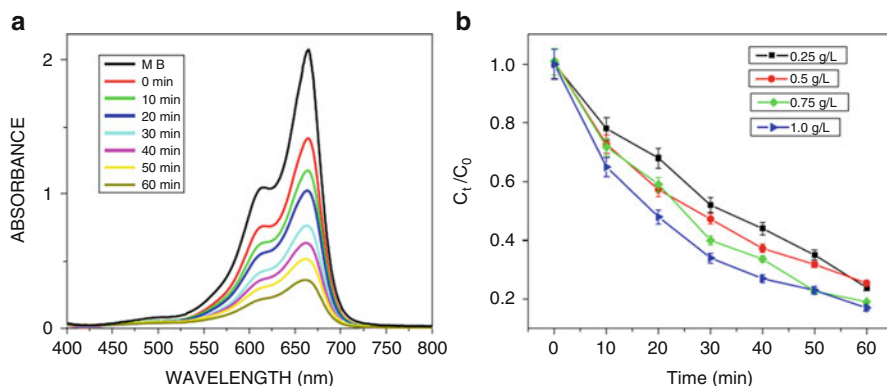 a
ABSORBANCE
2
1
0
M B
0 min
10 min
20 min
30 min
40 min
50 min
60 min
400 450 500 550 600 650 700 750 800
WAVELENGTH (nm)
b
Ct/C0
1.0
0.8
0.6
0.4
0.2
0.25 g/L
0.5 g/L
0.75 g/L
1.0 g/L
0 10 20 30 40 50 60
Time (min)